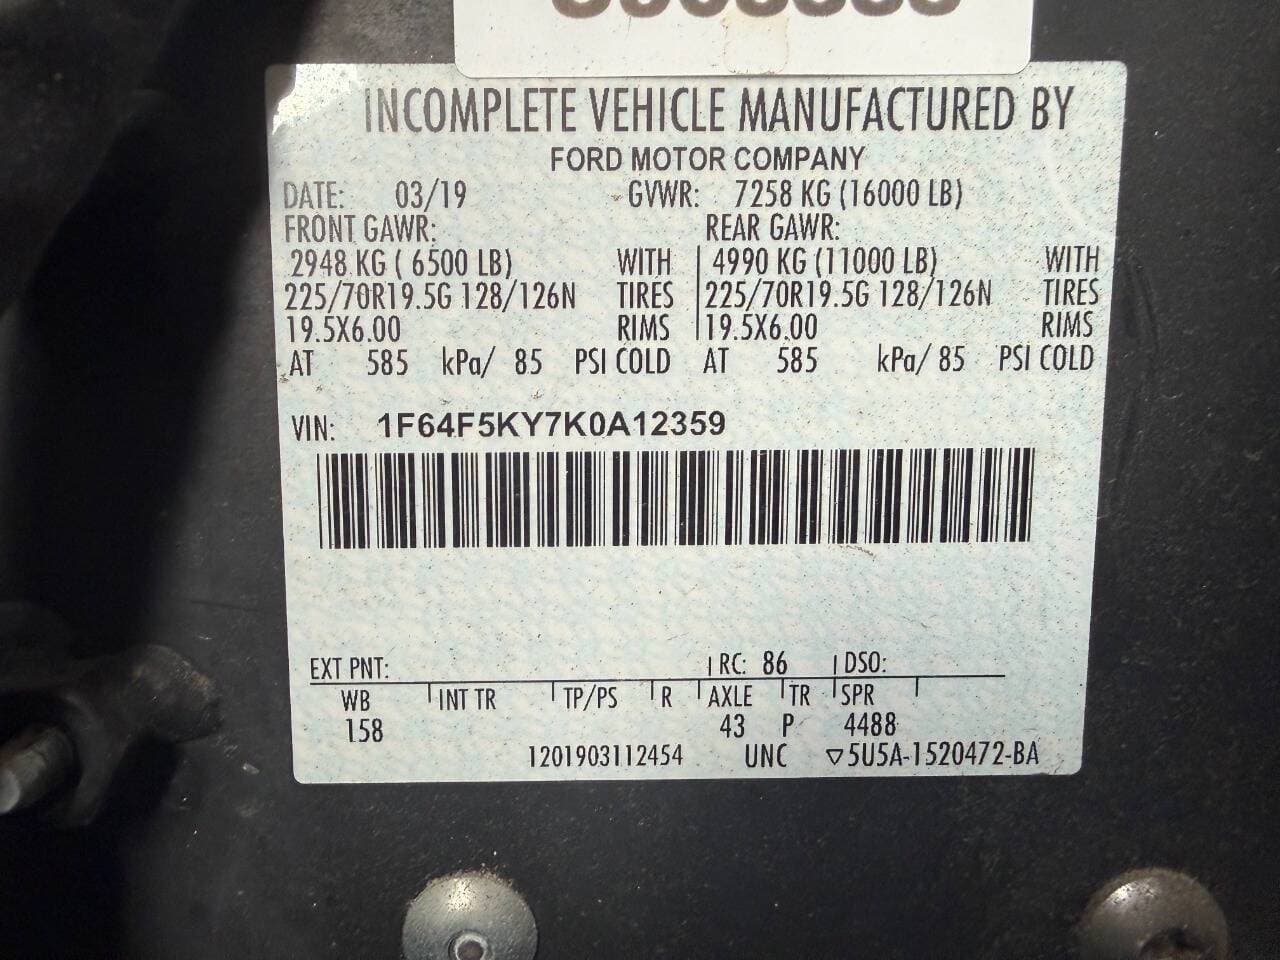 INCOMPLETE VEHICLE MANUFACTURED BY
FORD MOTOR COMPANY
DATE: 03/19 GVWR: 7258 KG (16000 LB)
FRONT GAWR: REAR GAWR:
2948 KG ( 6500 LB) WITH 4990 KG (11000 LB) WITH
225/70R19.5G 128/126N TIRES 225/70R19.5G 128/126N TIRES
19.5X6.00 RIMS 19.5X6.00 RIMS
AT 585 kPa/ 85 PSI COLD AT 585 kPa/ 85 PSI COLD
VIN: 1F64F5KY7K0A12359
EXT PNT: RC: 86 DSO:
WB INT TR TP/PS R AXLE TR SPR
158 43 P 4488
1201903112454 UNC ▽5U5A-1520472-BA